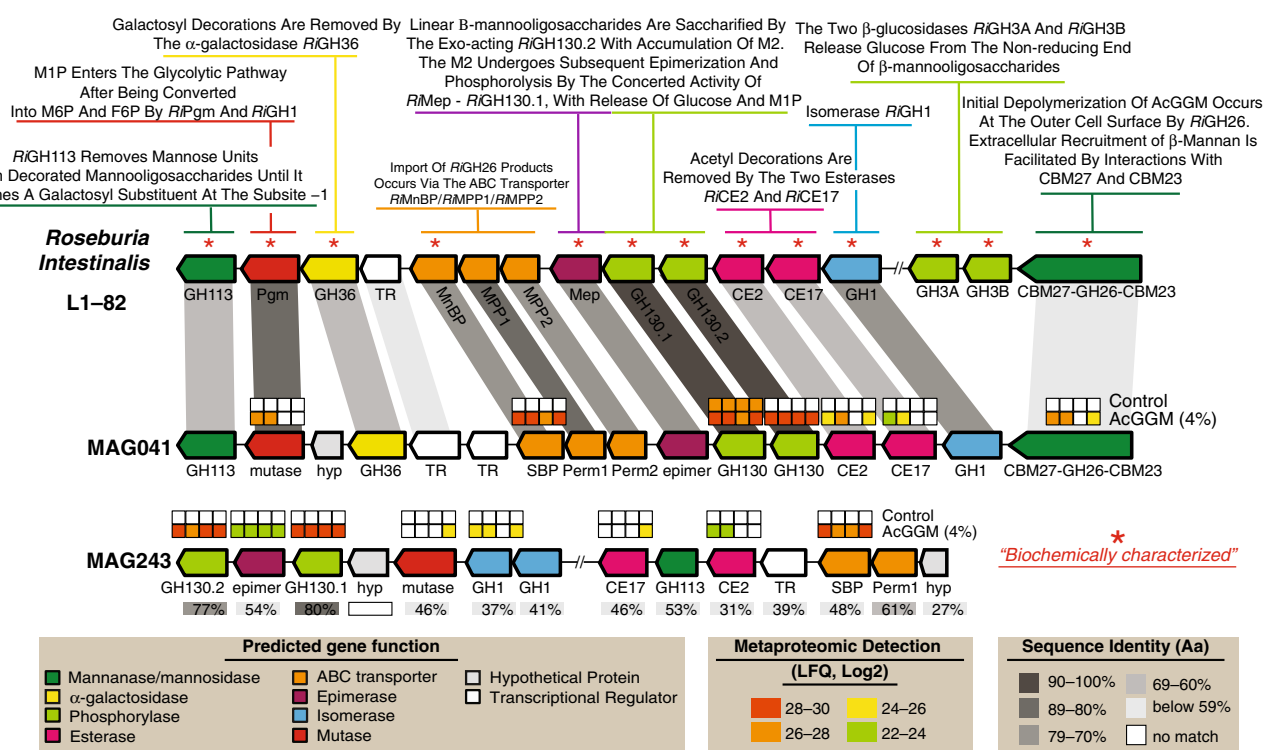 Galactosyl Decorations Are Removed By
The α-galactosidase RiGH36
Linear B-mannooligosaccharides Are Saccharified By
The Exo-acting RiGH130.2 With Accumulation Of M2.
The M2 Undergoes Subsequent Epimerization And
Phosphorolysis By The Concerted Activity Of
RiMep - RiGH130.1, With Release Of Glucose And M1P
The Two β-glucosidases RiGH3A And RiGH3B
Release Glucose From The Non-reducing End
Of β-mannooligosaccharides
M1P Enters The Glycolytic Pathway
After Being Converted
Into M6P And F6P By RiPgm And RiGH1
Isomerase RiGH1
Initial Depolymerization Of AcGGM Occurs
At The Outer Cell Surface By RiGH26.
Extracellular Recruitment of β-Mannan Is
Facilitated By Interactions With
CBM27 And CBM23
RiGH113 Removes Mannose Units
Decorated Mannooligosaccharides Until It
A Galactosyl Substituent At The Subsite −1
Import Of RiGH26 Products
Occurs Via The ABC Transporter
RiMnBP/RiMPP1/RiMPP2
Acetyl Decorations Are
Removed By The Two Esterases
RiCE2 And RiCE17
Roseburia
Intestinalis
L1–82
* * * * * * * * * * * * *
GH113 Pgm GH36 TR MnBP MPP1 MPP2 Mep GH130.1 GH130.2 CE2 CE17 GH1 GH3A GH3B CBM27-GH26-CBM23
Control
AcGGM (4%)
MAG041
GH113 mutase hyp GH36 TR TR SBP Perm1 Perm2 epimer GH130 GH130 CE2 CE17 GH1 CBM27-GH26-CBM23
Control
AcGGM (4%)
MAG243
GH130.2 epimer GH130.1 hyp mutase GH1 GH1 CE17 GH113 CE2 TR SBP Perm1 hyp
77% 54% 80% 46% 37% 41% 46% 53% 31% 39% 48% 61% 27%
*
“Biochemically characterized”
Predicted gene function
Mannanase/mannosidase
α-galactosidase
Phosphorylase
Esterase
ABC transporter
Epimerase
Isomerase
Mutase
Hypothetical Protein
Transcriptional Regulator
Metaproteomic Detection
(LFQ, Log2)
28–30
26–28
24–26
22–24
Sequence Identity (Aa)
90–100%
89–80%
79–70%
69–60%
below 59%
no match